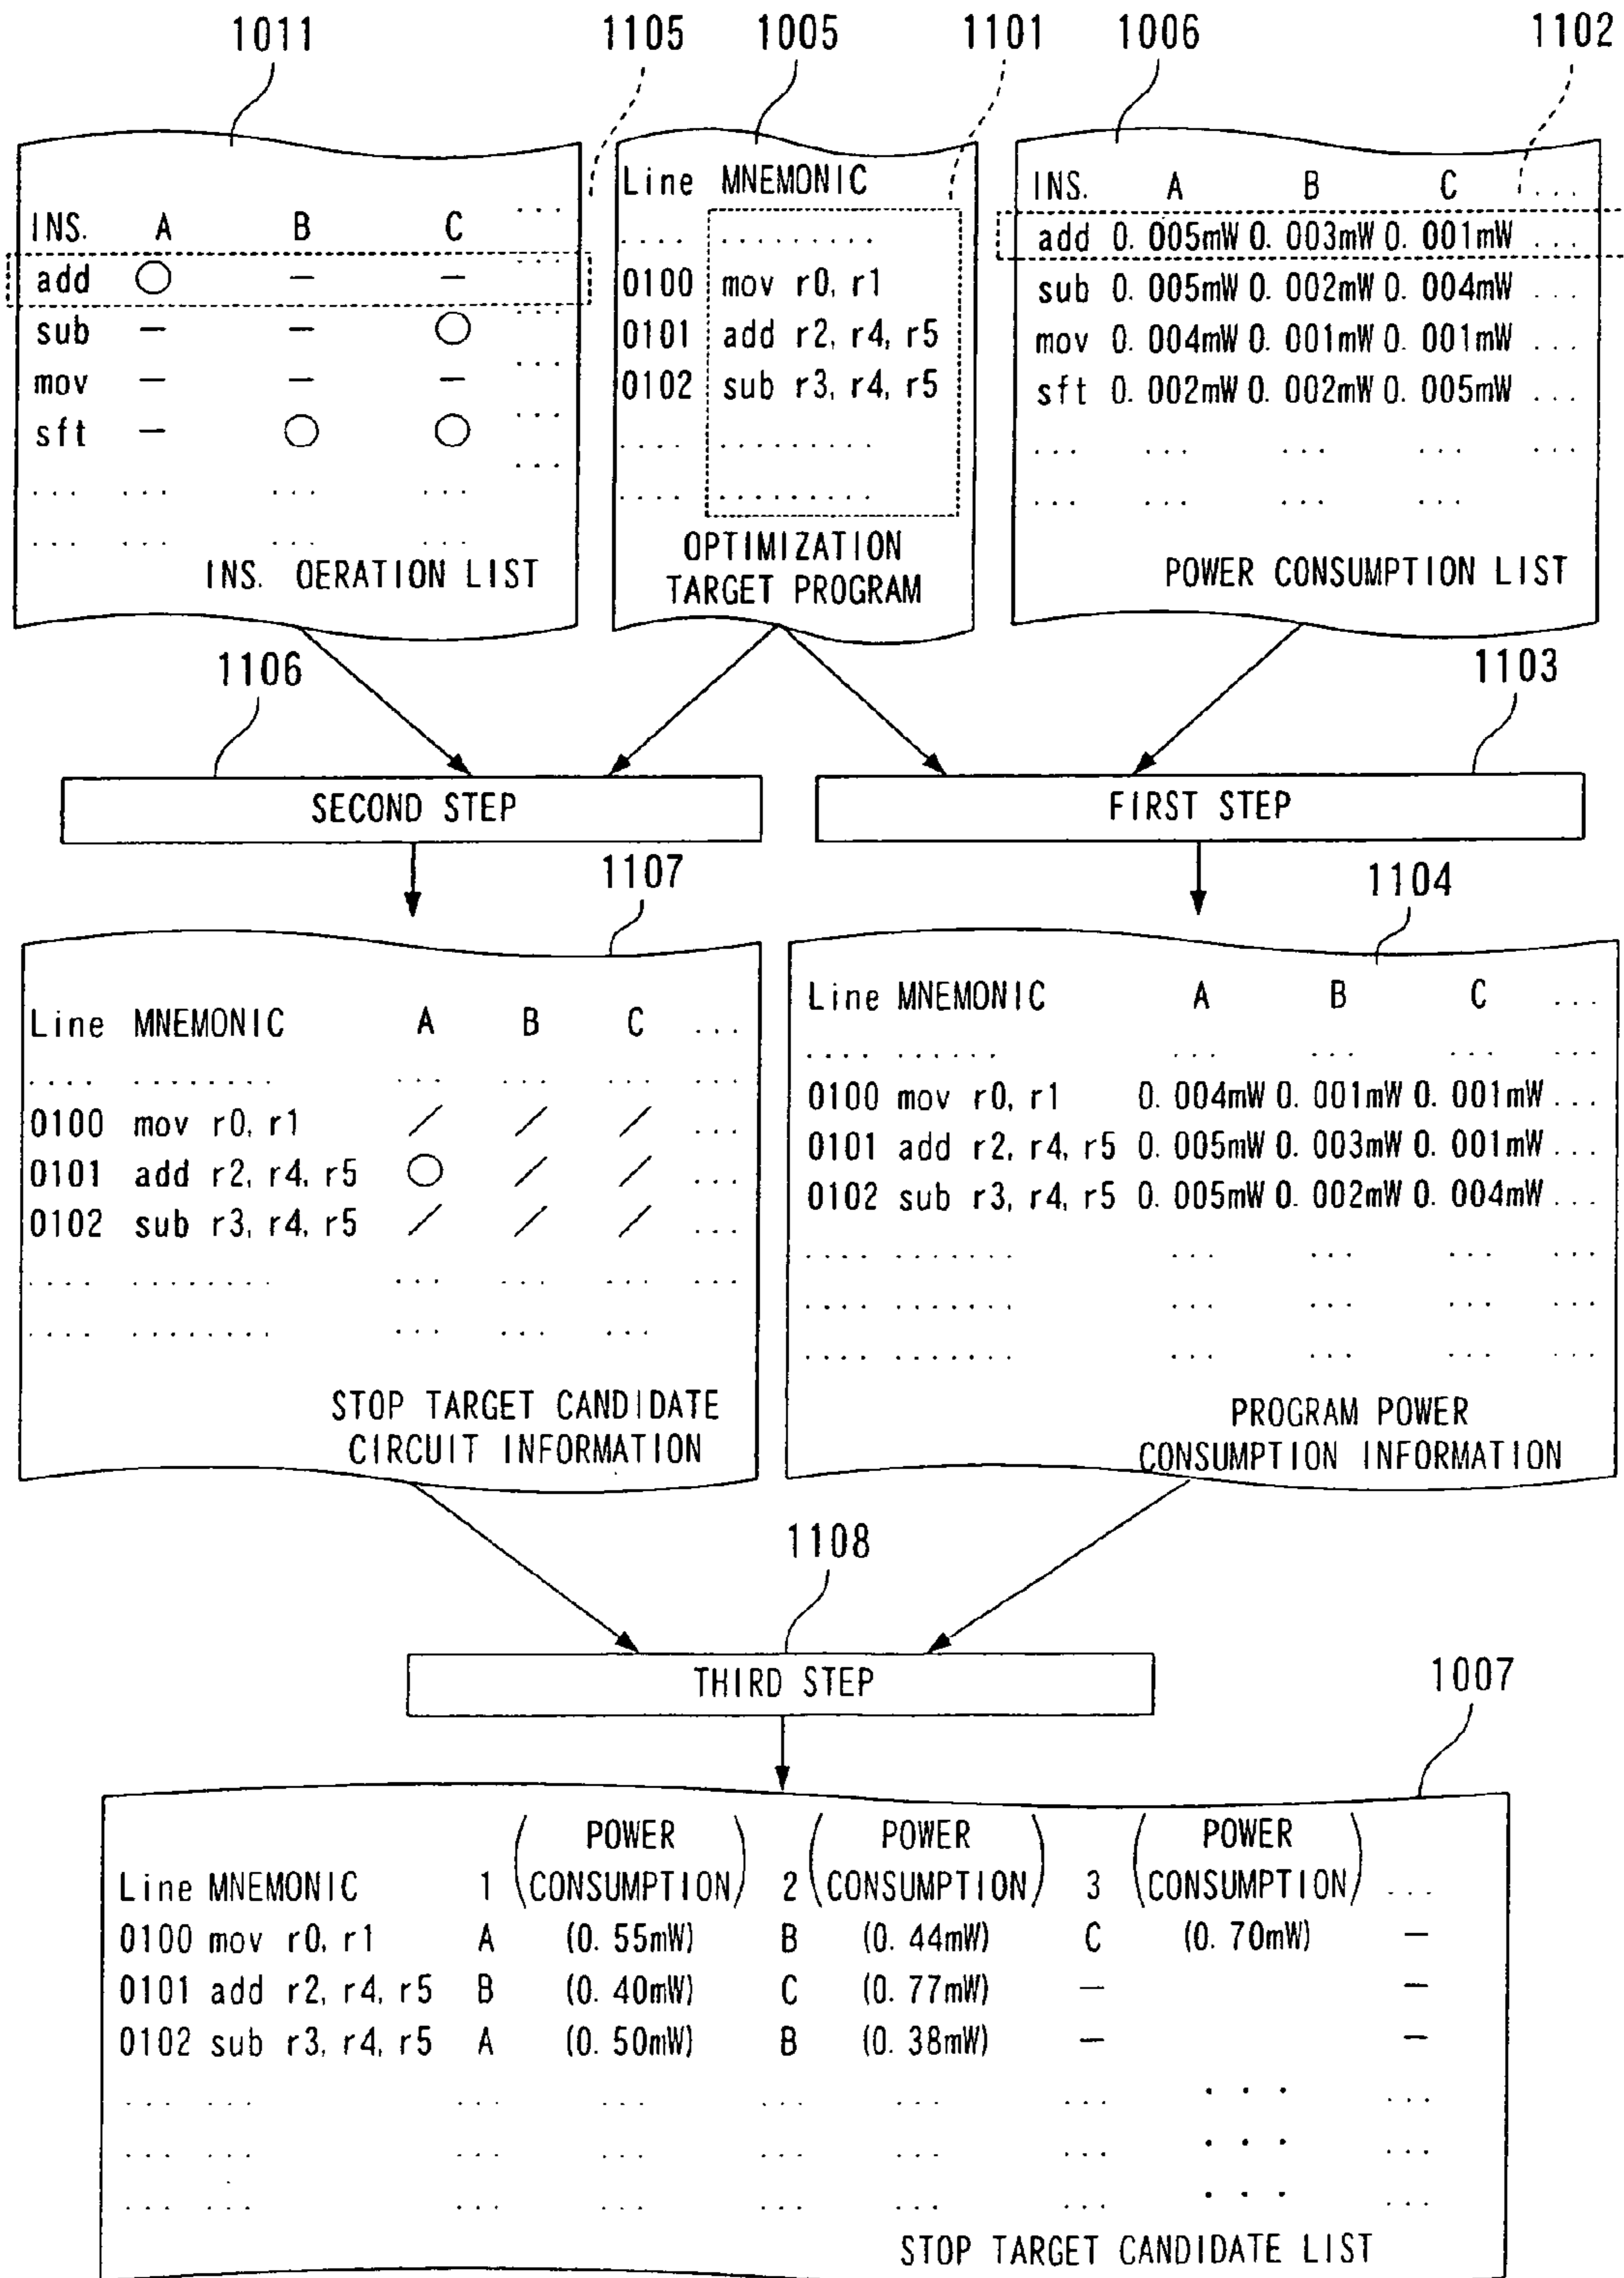 1011 1105 1005 1101 1006 1102
INS. A B C ...
add ○ — — ...
sub — — ○ ...
mov — — — ...
sft — ○ ○ ...
... ... ... ... ...
... ... ... ...
INS. OERATION LIST
Line MNEMONIC
.... .........
0100 mov r0, r1
0101 add r2, r4, r5
0102 sub r3, r4, r5
.... .........
.... .........
OPTIMIZATION
TARGET PROGRAM
INS. A B C ...
add 0.005mW 0.003mW 0.001mW ...
sub 0.005mW 0.002mW 0.004mW ...
mov 0.004mW 0.001mW 0.001mW ...
sft 0.002mW 0.002mW 0.005mW ...
... ... ... ... ...
... ... ... ...
POWER CONSUMPTION LIST
1106 1103
SECOND STEP
FIRST STEP
1107 1104
Line MNEMONIC A B C ...
.... ........ ... ... ... ...
0100 mov r0, r1 / / / ...
0101 add r2, r4, r5 ○ / / ...
0102 sub r3, r4, r5 / / / ...
.... ........ ... ... ... ...
.... ........ ... ... ...
STOP TARGET CANDIDATE
CIRCUIT INFORMATION
Line MNEMONIC A B C ...
.... ...... ... ... ... ...
0100 mov r0, r1 0.004mW 0.001mW 0.001mW ...
0101 add r2, r4, r5 0.005mW 0.003mW 0.001mW ...
0102 sub r3, r4, r5 0.005mW 0.002mW 0.004mW ...
.... ....... ... ... ... ...
.... ....... ... ... ... ...
.... ....... ... ... ... ...
PROGRAM POWER
CONSUMPTION INFORMATION
1108
THIRD STEP
1007
Line MNEMONIC 1 (POWER CONSUMPTION) 2 (POWER CONSUMPTION) 3 (POWER CONSUMPTION) ...
0100 mov r0, r1 A (0.55mW) B (0.44mW) C (0.70mW) —
0101 add r2, r4, r5 B (0.40mW) C (0.77mW) — —
0102 sub r3, r4, r5 A (0.50mW) B (0.38mW) — —
... ... ... ... ... ... ... ... ...
... ... ... ... ... ... ... ... ...
... ... ... ... ... ... ... ... ...
STOP TARGET CANDIDATE LIST